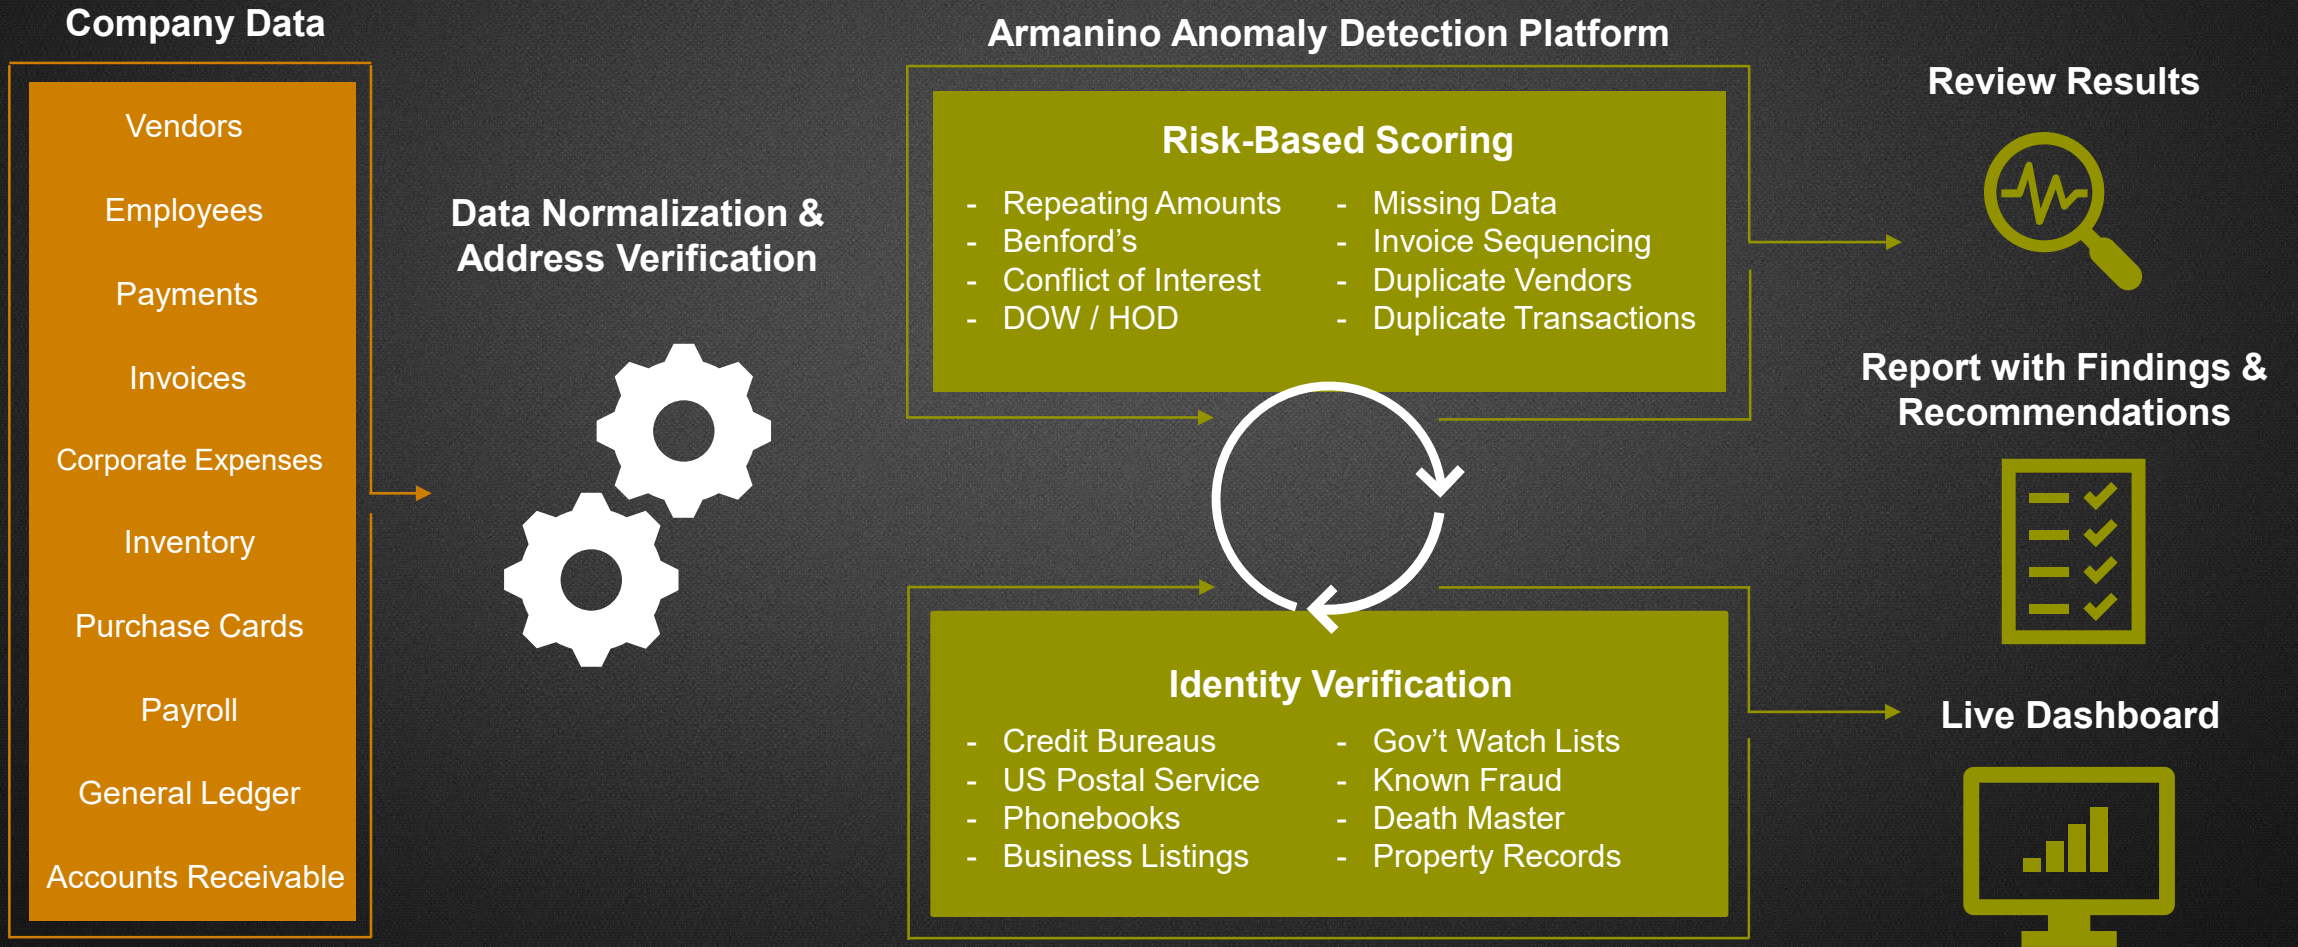 Company Data
Vendors
Employees
Payments
Invoices
Corporate Expenses
Inventory
Purchase Cards
Payroll
General Ledger
Accounts Receivable
Data Normalization &
Address Verification
Armanino Anomaly Detection Platform
Risk-Based Scoring
- Repeating Amounts
- Benford's
- Conflict of Interest
- DOW / HOD
- Missing Data
- Invoice Sequencing
- Duplicate Vendors
- Duplicate Transactions
Identity Verification
- Credit Bureaus
- US Postal Service
- Phonebooks
- Business Listings
- Gov't Watch Lists
- Known Fraud
- Death Master
- Property Records
Review Results
Report with Findings &
Recommendations
Live Dashboard